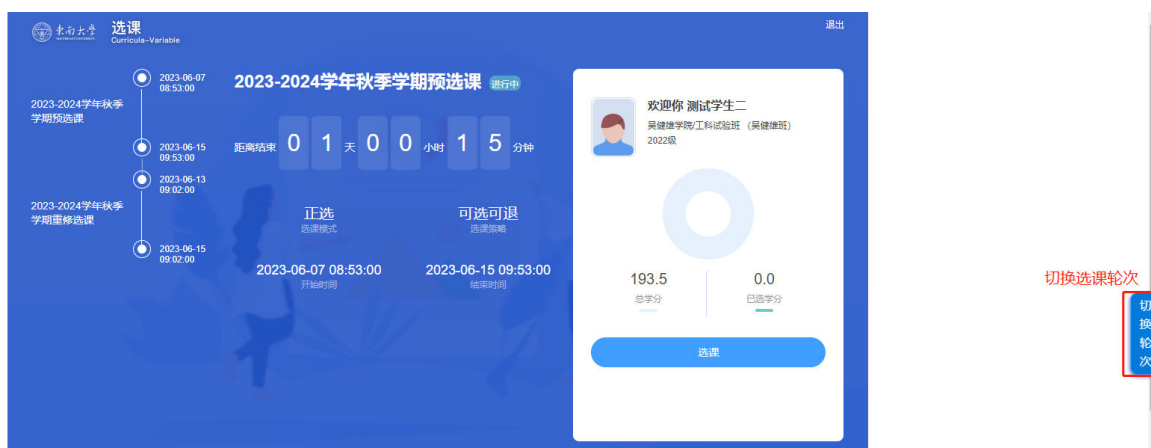 东南大学 选课
Curricula-Variable
退出
2023-06-07
08:53:00
2023-2024学年秋季
学期预选课
2023-06-15
09:53:00
2023-06-13
09:02:00
2023-2024学年秋季
学期重修选课
2023-06-15
09:02:00
2023-2024学年秋季学期预选课 进行中
距离结束 0 1 天 0 0 小时 1 5 分钟
正选 可选可退
选课模式 选课策略
2023-06-07 08:53:00 2023-06-15 09:53:00
开始时间 结束时间
欢迎你 测试学生二
吴健雄学院/工科试验班（吴健雄班）
2022级
193.5 0.0
总学分 已选学分
选课
切换选课轮次
切
换
轮
次